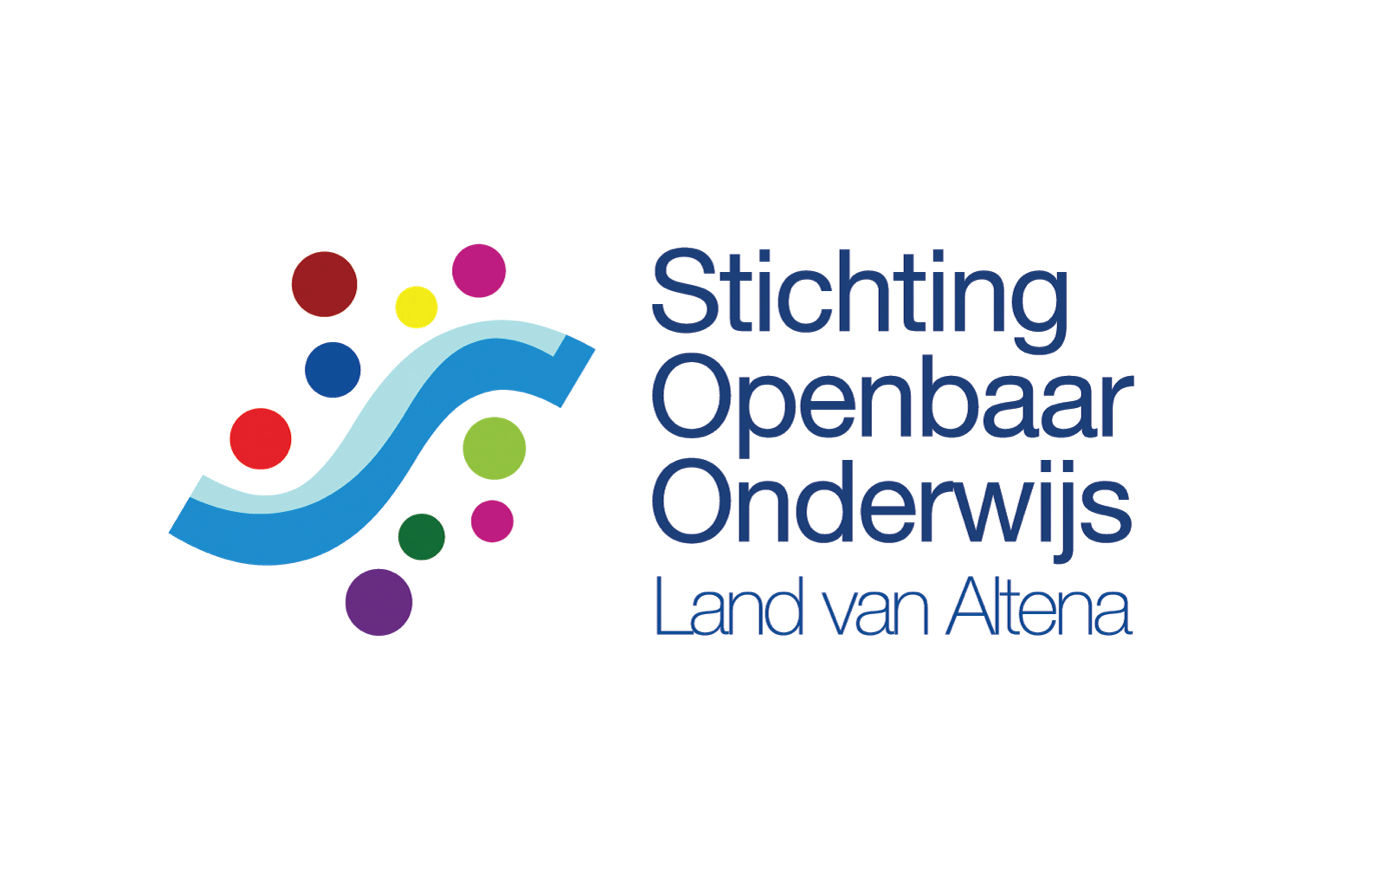 Stichting
Openbaar
Onderwijs
Land van Altena